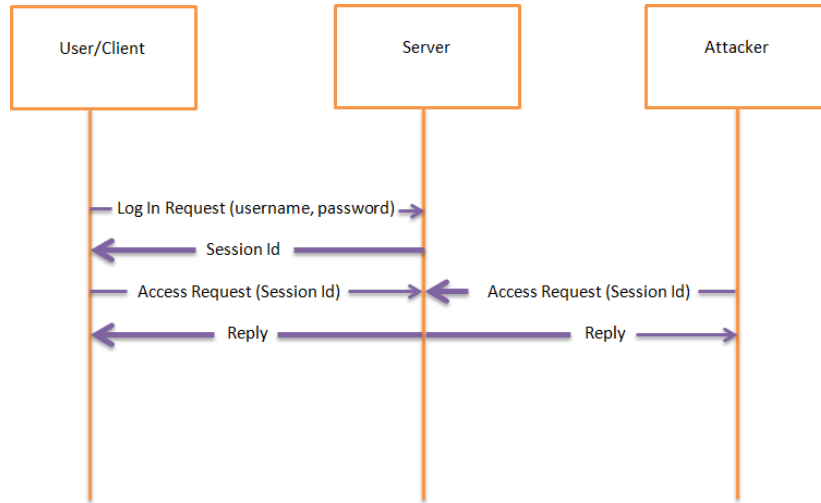 User/Client
Server
Attacker
Log In Request (username, password)
Session Id
Access Request (Session Id)
Access Request (Session Id)
Reply
Reply